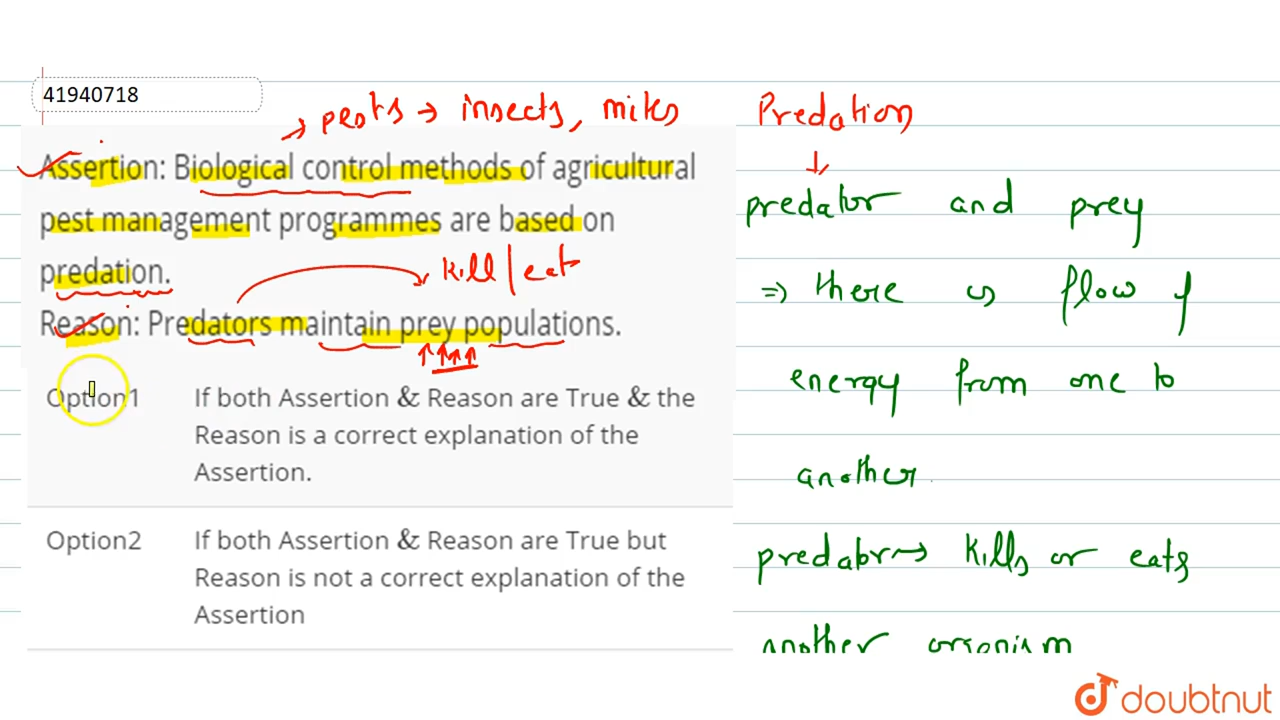 41940718
→ pests → insects, mites
Assertion: Biological control methods of agricultural
pest management programmes are based on
predation.
kill/eat
Reason: Predators maintain prey populations.
↑↑↑↑
Option1 If both Assertion & Reason are True & the
Reason is a correct explanation of the
Assertion.
Option2 If both Assertion & Reason are True but
Reason is not a correct explanation of the
Assertion
Predation
↓
predator and prey
⇒ there is flow of
energy from one to
another
predator → kills or eats
another organism
doubtnut